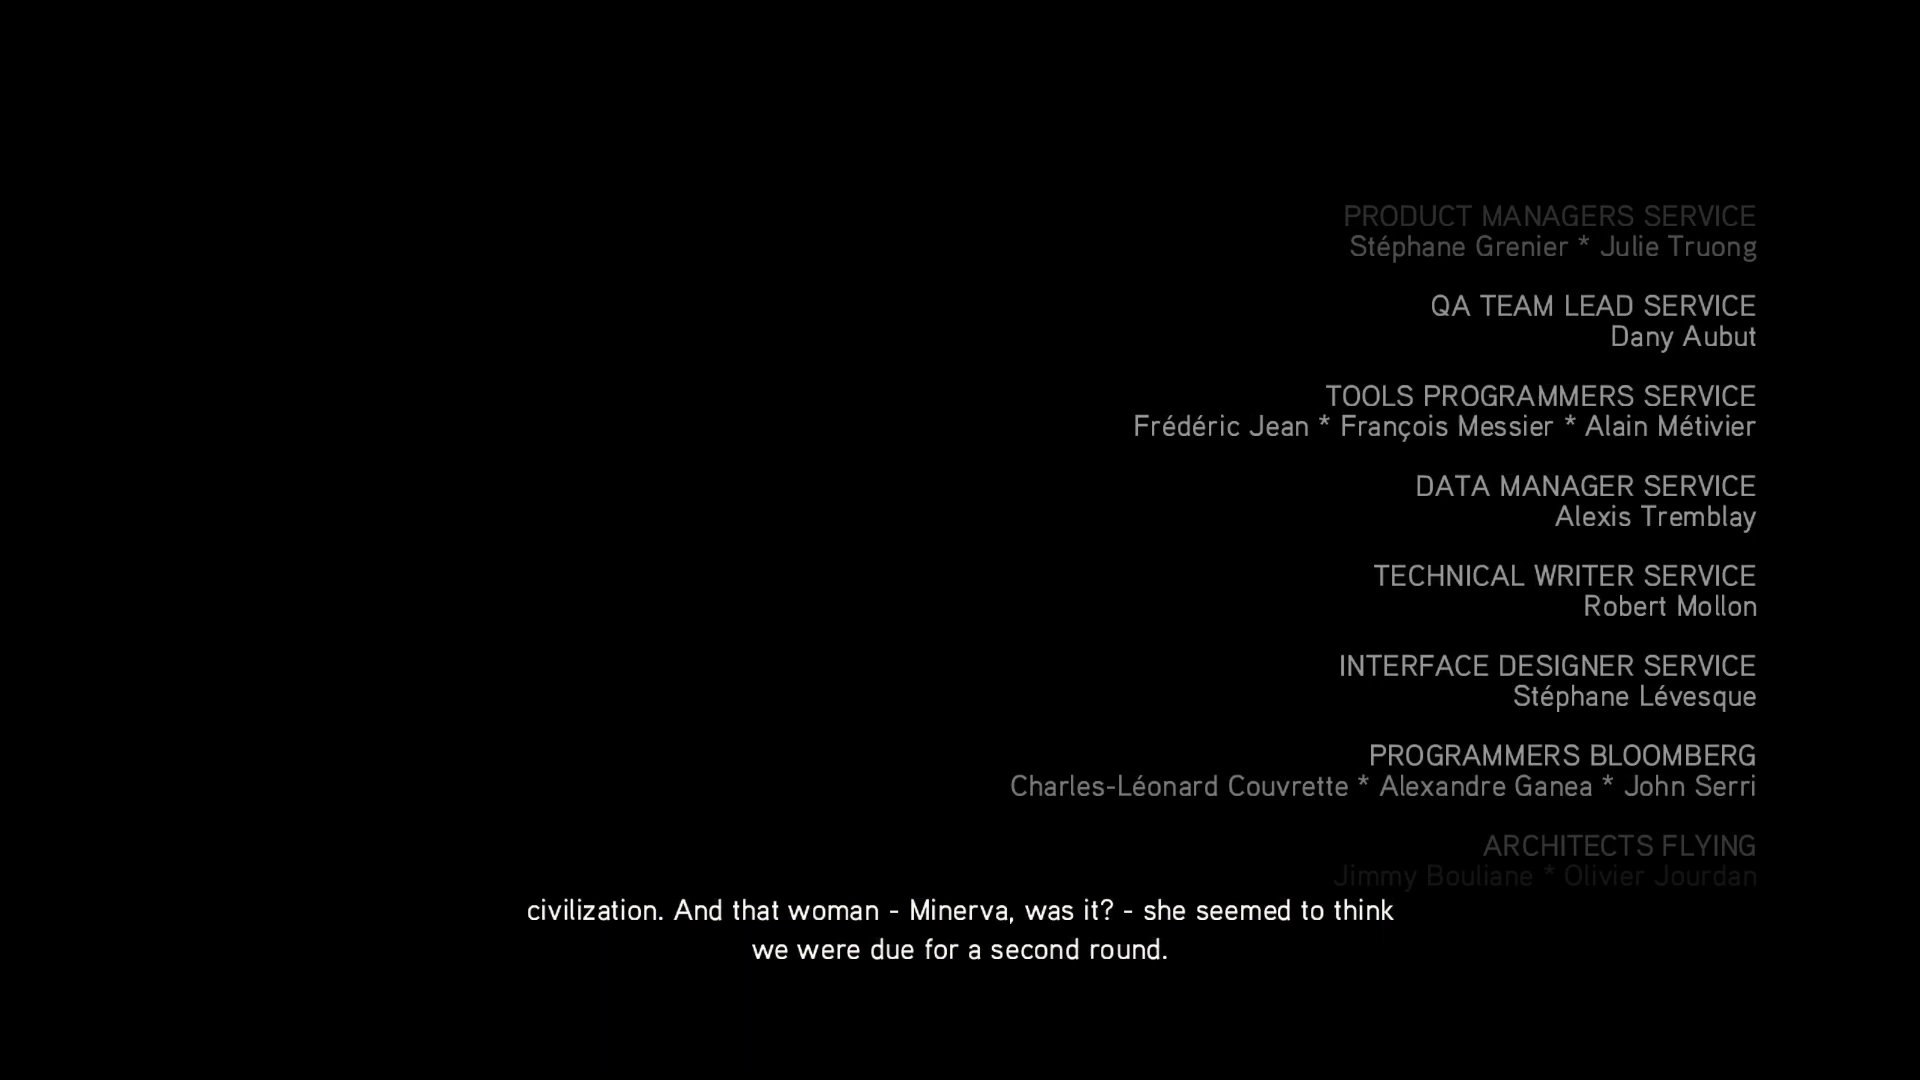 PRODUCT MANAGERS SERVICE
Stéphane Grenier * Julie Truong
QA TEAM LEAD SERVICE
Dany Aubut
TOOLS PROGRAMMERS SERVICE
Frédéric Jean * François Messier * Alain Métivier
DATA MANAGER SERVICE
Alexis Tremblay
TECHNICAL WRITER SERVICE
Robert Mollon
INTERFACE DESIGNER SERVICE
Stéphane Lévesque
PROGRAMMERS BLOOMBERG
Charles-Léonard Couvrette * Alexandre Ganea * John Serri
ARCHITECTS FLYING
Jimmy Bouliane * Olivier Jourdan
civilization. And that woman - Minerva, was it? - she seemed to think
we were due for a second round.